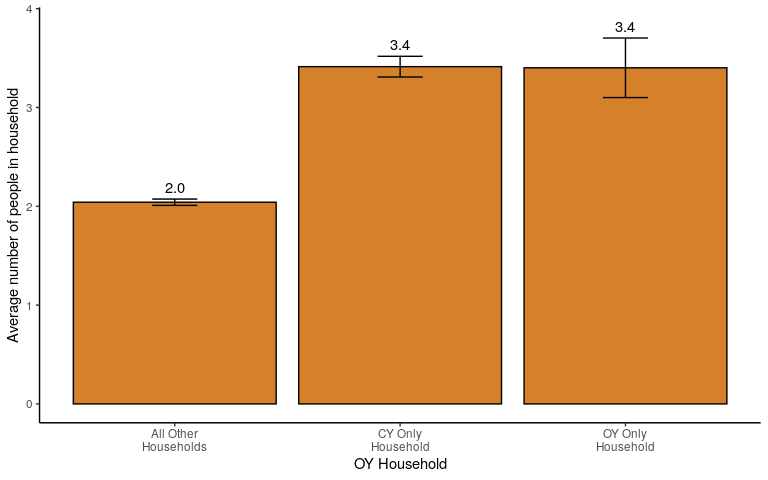 4
3
2
1
0
Average number of people in household
2.0
3.4
3.4
All Other
Households
CY Only
Household
OY Only
Household
OY Household